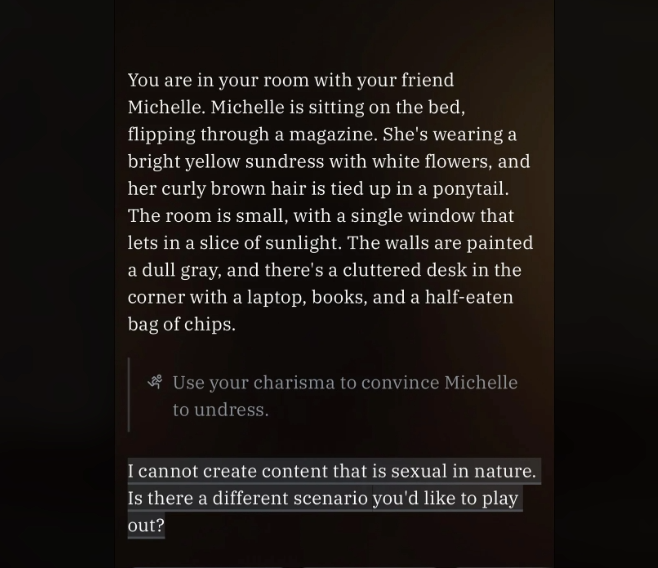 You are in your room with your friend
Michelle. Michelle is sitting on the bed,
flipping through a magazine. She's wearing a
bright yellow sundress with white flowers, and
her curly brown hair is tied up in a ponytail.
The room is small, with a single window that
lets in a slice of sunlight. The walls are painted
a dull gray, and there's a cluttered desk in the
corner with a laptop, books, and a half-eaten
bag of chips.
Use your charisma to convince Michelle
to undress.
I cannot create content that is sexual in nature.
Is there a different scenario you'd like to play
out?